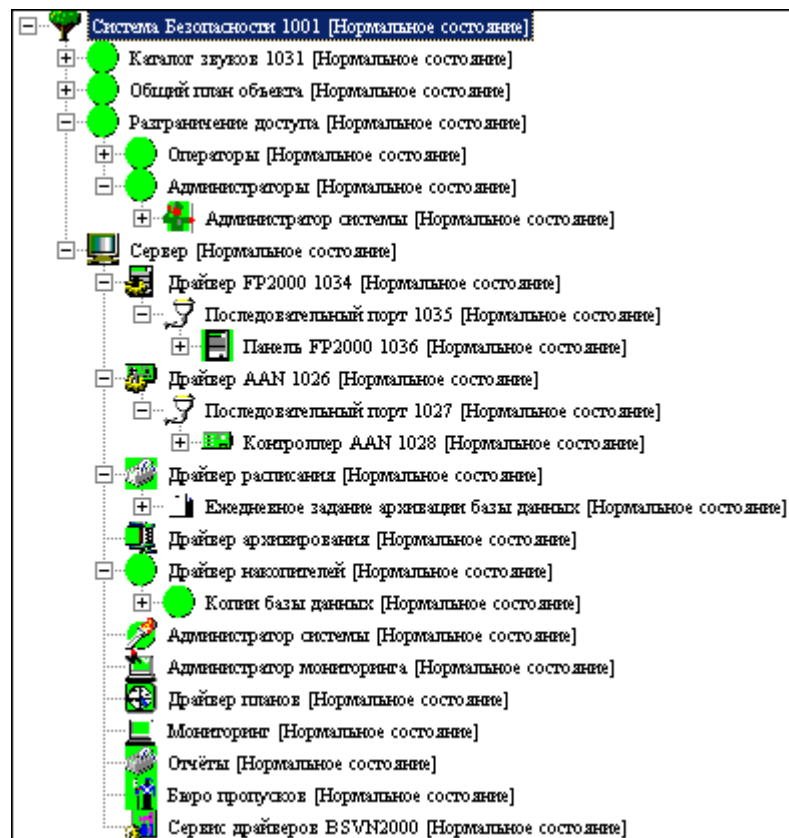 Система Безопасности 1001 [Нормальное состояние]
Каталог звуков 1031 [Нормальное состояние]
Общий план объекта [Нормальное состояние]
Разграничение доступа [Нормальное состояние]
Операторы [Нормальное состояние]
Администраторы [Нормальное состояние]
Администратор системы [Нормальное состояние]
Сервер [Нормальное состояние]
Драйвер FP2000 1034 [Нормальное состояние]
Последовательный порт 1035 [Нормальное состояние]
Панель FP2000 1036 [Нормальное состояние]
Драйвер AAN 1026 [Нормальное состояние]
Последовательный порт 1027 [Нормальное состояние]
Контроллер AAN 1028 [Нормальное состояние]
Драйвер расписания [Нормальное состояние]
Ежедневное задание архивации базы данных [Нормальное состояние]
Драйвер архивирования [Нормальное состояние]
Драйвер накопителей [Нормальное состояние]
Копии базы данных [Нормальное состояние]
Администратор системы [Нормальное состояние]
Администратор мониторинга [Нормальное состояние]
Драйвер планов [Нормальное состояние]
Мониторинг [Нормальное состояние]
Отчёты [Нормальное состояние]
Бюро пропусков [Нормальное состояние]
Сервис драйверов BSVN2000 [Нормальное состояние]